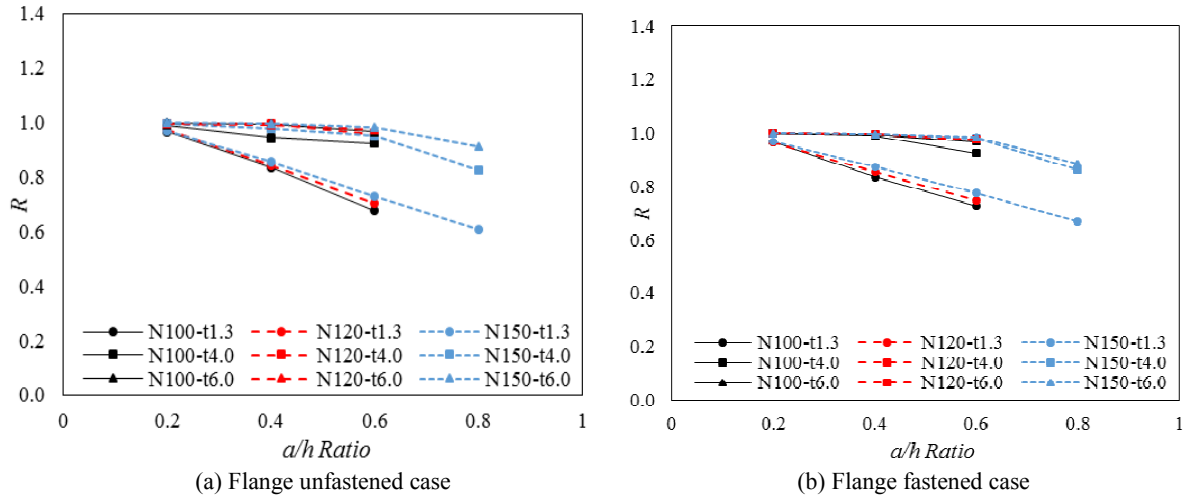 1.4
1.2
1.0
0.8
0.6
0.4
0.2
0.0
R
N100-t1.3 N120-t1.3 N150-t1.3
N100-t4.0 N120-t4.0 N150-t4.0
N100-t6.0 N120-t6.0 N150-t6.0
0 0.2 0.4 0.6 0.8 1
a/h Ratio
(a) Flange unfastened case
1.4
1.2
1.0
0.8
0.6
0.4
0.2
0.0
R
N100-t1.3 N120-t1.3 N150-t1.3
N100-t4.0 N120-t4.0 N150-t4.0
N100-t6.0 N120-t6.0 N150-t6.0
0 0.2 0.4 0.6 0.8 1
a/h Ratio
(b) Flange fastened case